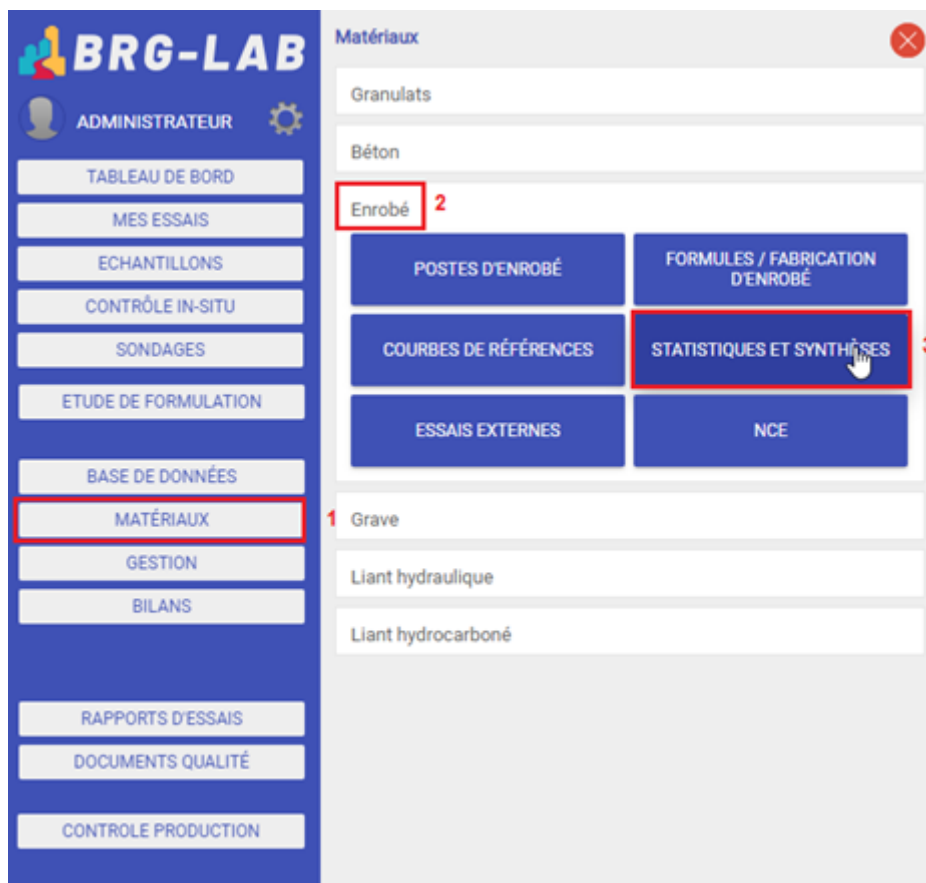 BRG-LAB
ADMINISTRATEUR
TABLEAU DE BORD
MES ESSAIS
ECHANTILLONS
CONTRÔLE IN-SITU
SONDAGES
ETUDE DE FORMULATION
BASE DE DONNÉES
MATÉRIAUX
1
GESTION
BILANS
RAPPORTS D'ESSAIS
DOCUMENTS QUALITÉ
CONTROLE PRODUCTION
Matériaux
Granulats
Béton
Enrobé 2
POSTES D'ENROBÉ
FORMULES / FABRICATION
D'ENROBÉ
COURBES DE RÉFÉRENCES
STATISTIQUES ET SYNTHÈSES
ESSAIS EXTERNES
NCE
Grave
Liant hydraulique
Liant hydrocarboné